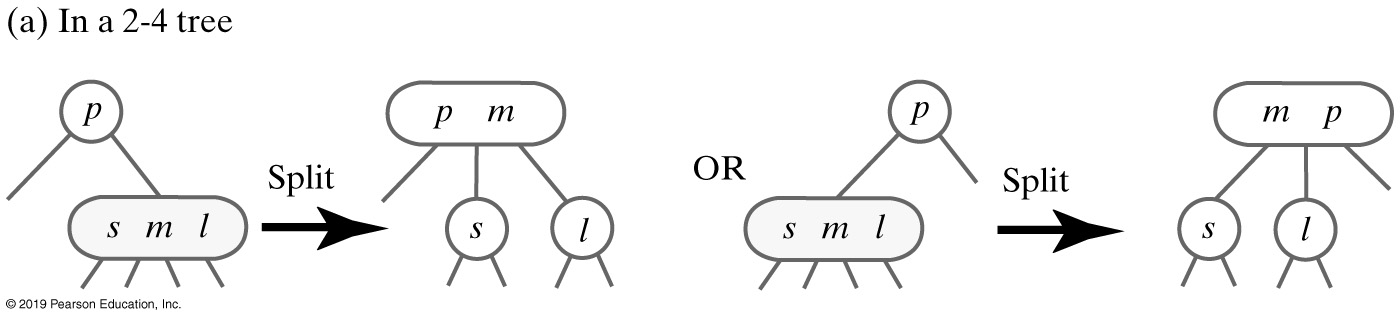 (a) In a 2-4 tree
p
s m l
Split
p m
s
l
OR
p
s m l
Split
m p
s
l
© 2019 Pearson Education, Inc.